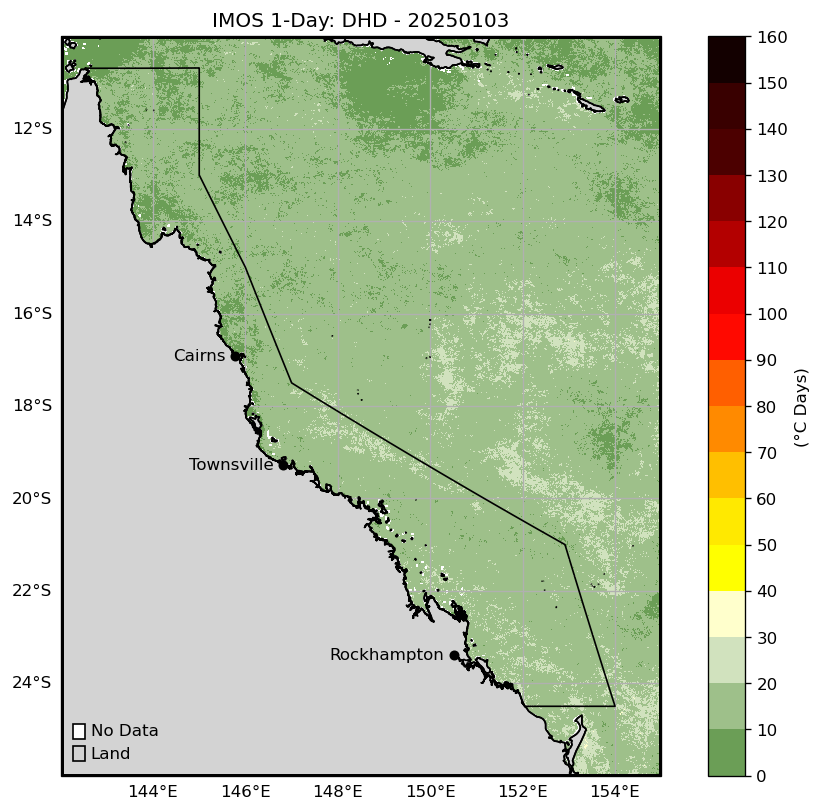 IMOS 1-Day: DHD - 20250103
12°S
14°S
16°S
18°S
20°S
22°S
24°S
Cairns
Townsville
Rockhampton
No Data
Land
144°E 146°E 148°E 150°E 152°E 154°E
160
150
140
130
120
110
100
90
80
70
60
50
40
30
20
10
0
(°C Days)